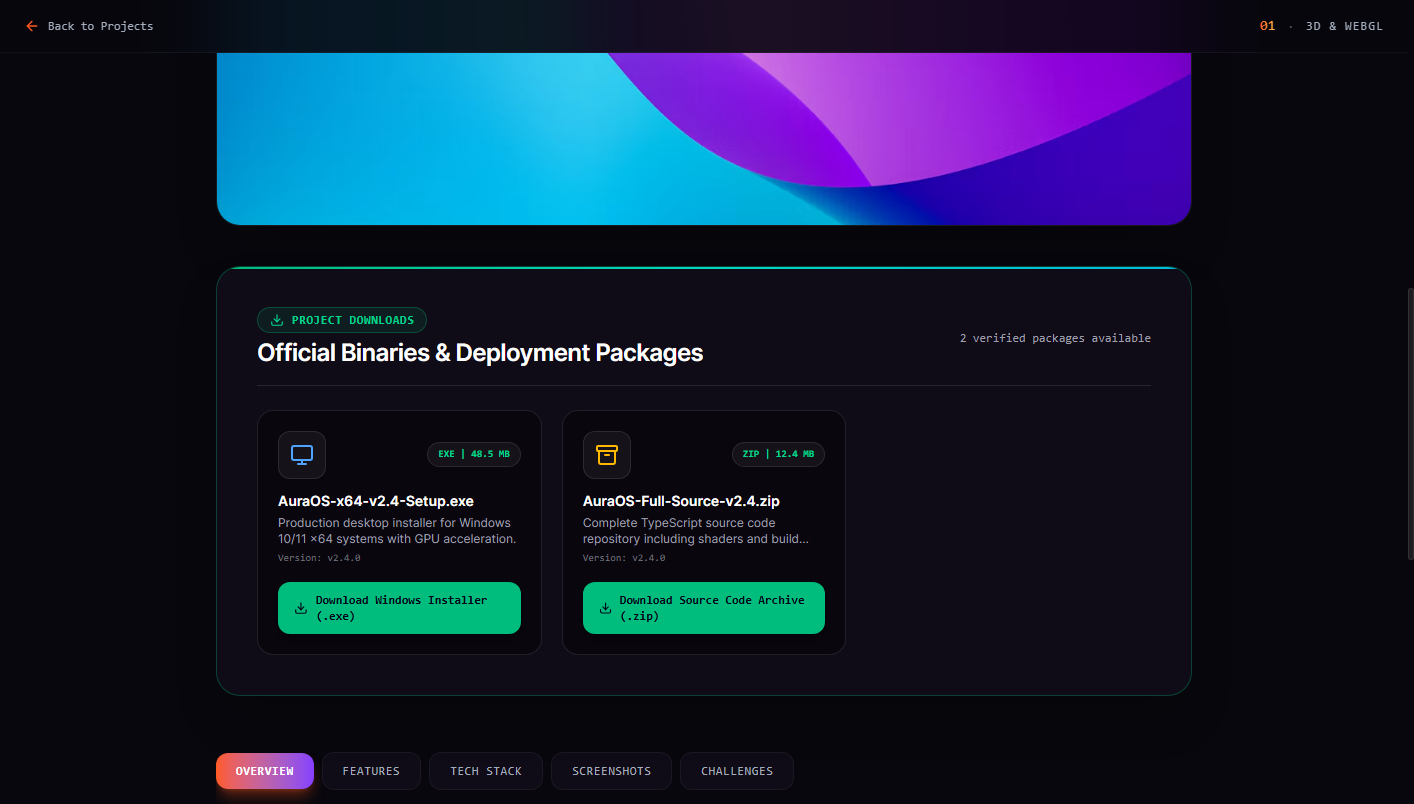 Back to Projects
01 · 3D & WEBGL
PROJECT DOWNLOADS
Official Binaries & Deployment Packages
2 verified packages available
EXE | 48.5 MB
AuraOS-x64-v2.4-Setup.exe
Production desktop installer for Windows
10/11 ×64 systems with GPU acceleration.
Version: v2.4.0
Download Windows Installer
(.exe)
ZIP | 12.4 MB
AuraOS-Full-Source-v2.4.zip
Complete TypeScript source code
repository including shaders and build…
Version: v2.4.0
Download Source Code Archive
(.zip)
OVERVIEW
FEATURES
TECH STACK
SCREENSHOTS
CHALLENGES